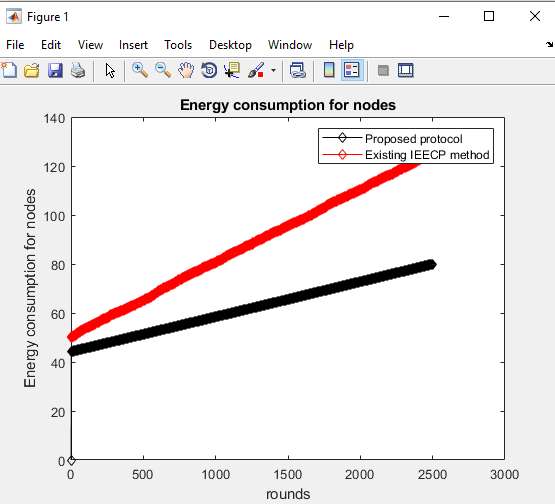 Figure 1
File Edit View Insert Tools Desktop Window Help
Energy consumption for nodes
Proposed protocol
Existing IEECP method
Energy consumption for nodes
140
120
100
80
60
40
20
0
0 500 1000 1500 2000 2500 3000
rounds